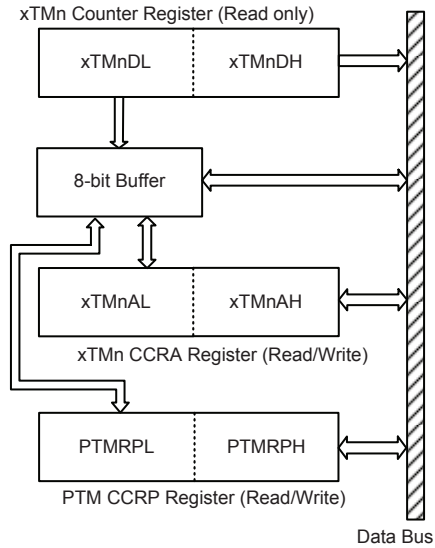 xTMn Counter Register (Read only)
xTMnDL xTMnDH
8-bit Buffer
xTMnAL xTMnAH
xTMn CCRA Register (Read/Write)
PTMRPL PTMRPH
PTM CCRP Register (Read/Write)
Data Bus